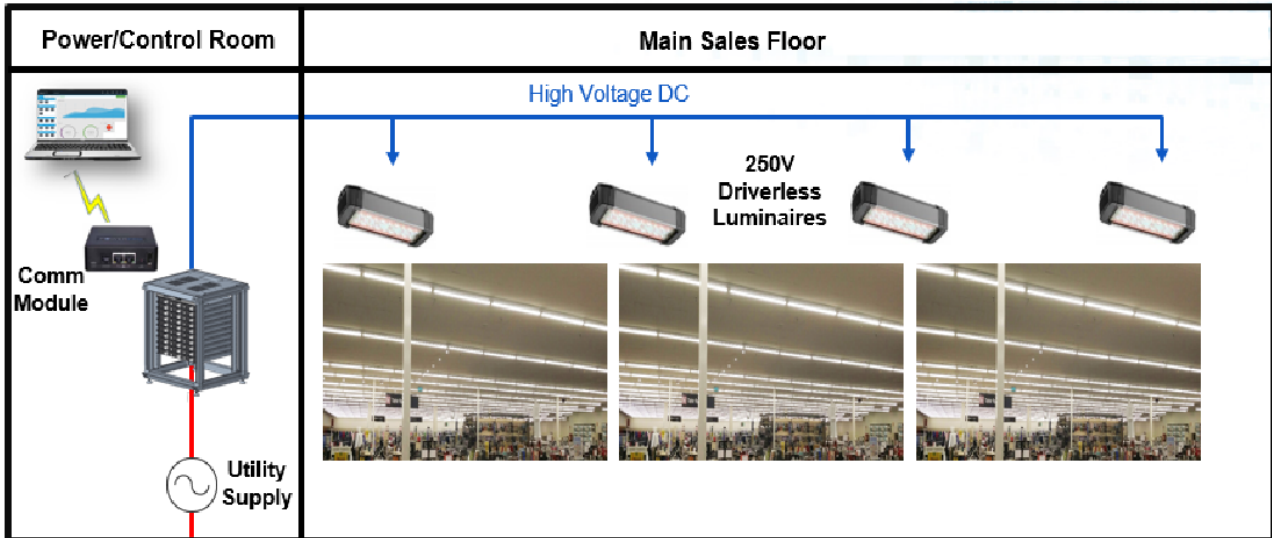 Power/Control Room
Main Sales Floor
High Voltage DC
250V
Driverless
Luminaires
Comm
Module
Utility
Supply